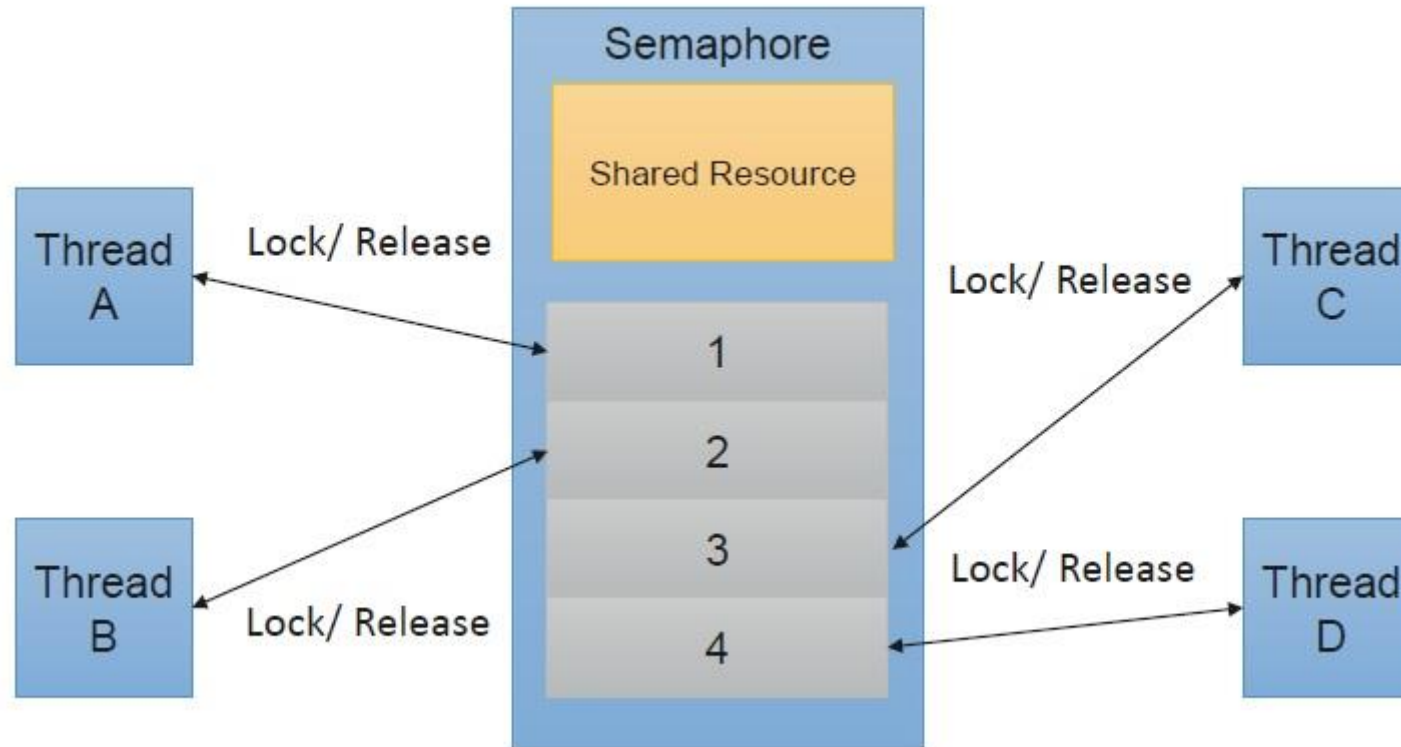 Semaphore
Shared Resource
Thread
A
Lock/ Release
Lock/ Release
Thread
C
1
2
3
4
Thread
B
Lock/ Release
Lock/ Release
Thread
D